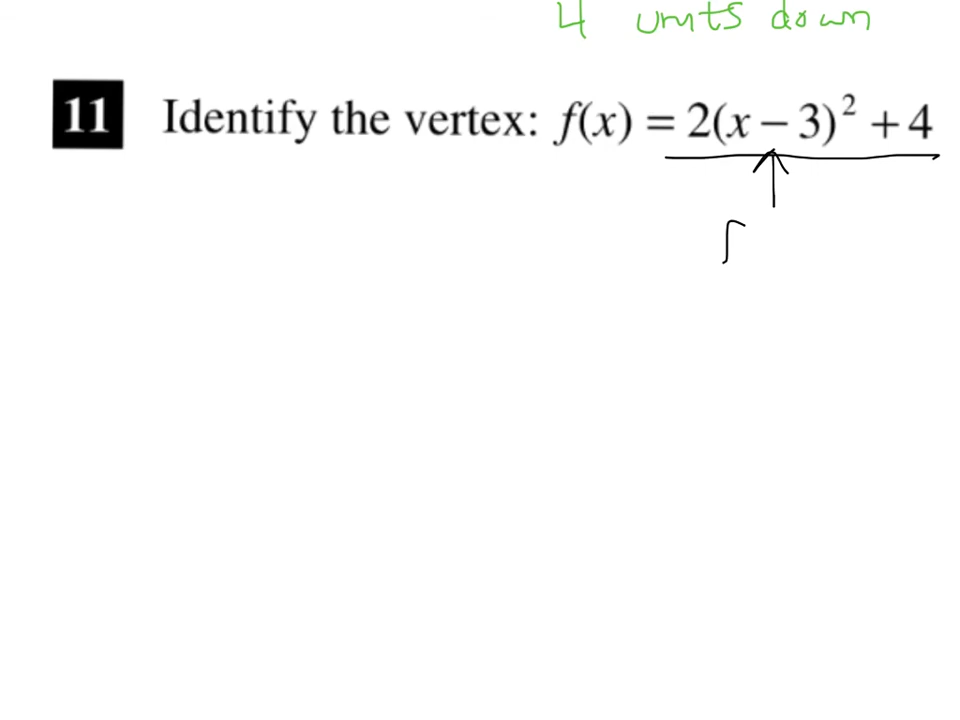 4 units down
11 Identify the vertex: f(x) = 2(x − 3)² + 4